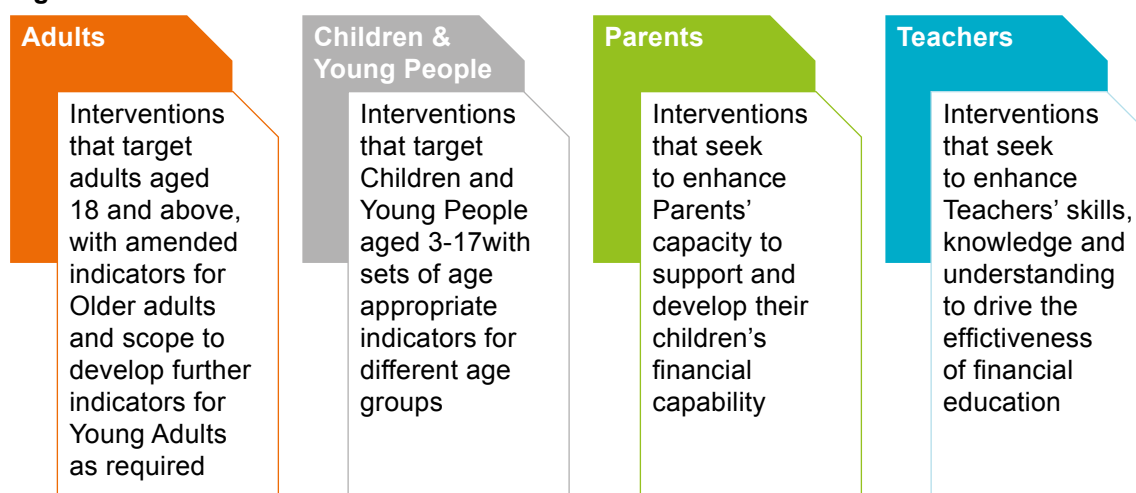 Adults
Interventions
that target
adults aged
18 and above,
with amended
indicators for
Older adults
and scope to
develop further
indicators for
Young Adults
as required
Children &
Young People
Interventions
that target
Children and
Young People
aged 3-17with
sets of age
appropriate
indicators for
different age
groups
Parents
Interventions
that seek
to enhance
Parents’
capacity to
support and
develop their
children’s
financial
capability
Teachers
Interventions
that seek
to enhance
Teachers’ skills,
knowledge and
understanding
to drive the
effictiveness
of financial
education